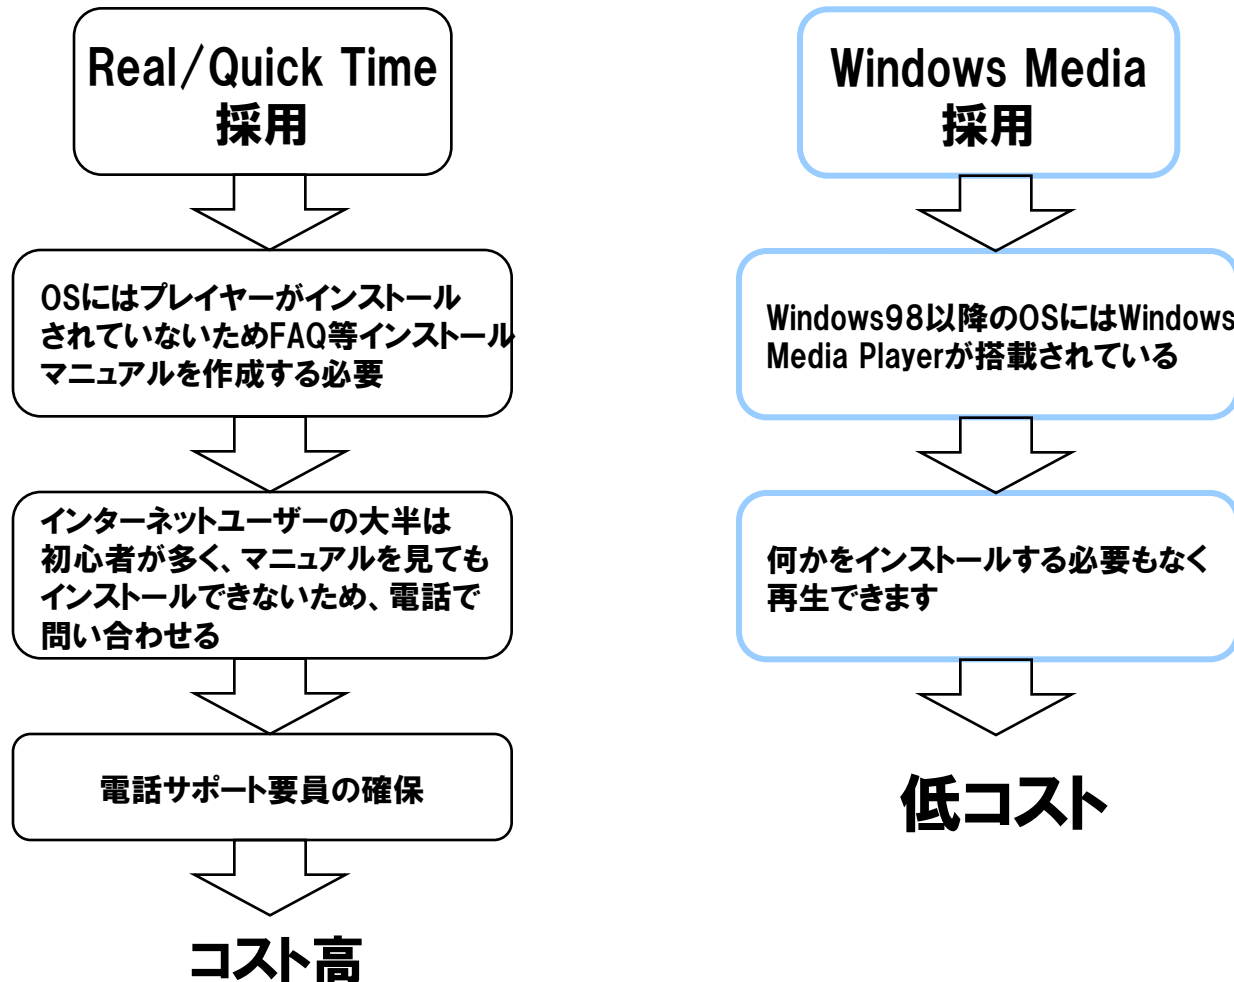 Real/Quick Time
採用
OSにはプレイヤーがインストール
されていないためFAQ等インストール
マニュアルを作成する必要
インターネットユーザーの大半は
初心者が多く、マニュアルを見ても
インストールできないため、電話で
問い合わせる
電話サポート要員の確保
コスト高
Windows Media
採用
Windows98以降のOSにはWindows
Media Playerが搭載されている
何かをインストールする必要もなく
再生できます
低コスト